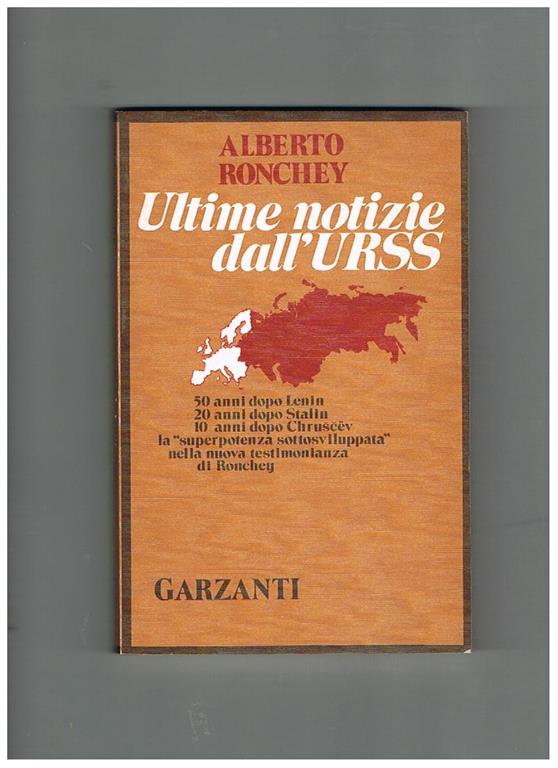 ALBERTO
RONCHEY
Ultime notizie
dall'URSS
50 anni dopo Lenin
20 anni dopo Stalin
10 anni dopo Chruscëv
la "superpotenza sottosviluppata"
nella nuova testimonianza
di Ronchey
GARZANTI